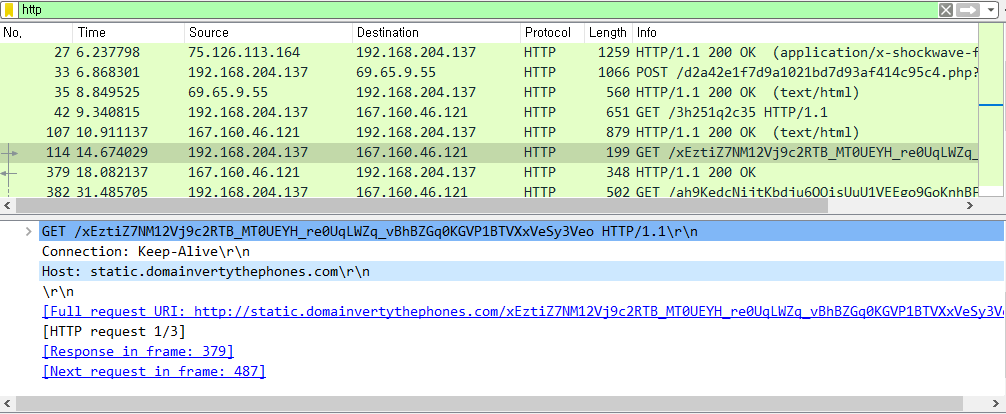 http
No. Time Source Destination Protocol Length Info
27 6.237798 75.126.113.164 192.168.204.137 HTTP 1259 HTTP/1.1 200 OK (application/x-shockwave-f
33 6.868301 192.168.204.137 69.65.9.55 HTTP 1066 POST /d2a42e1f7d9a1021bd7d93af414c95c4.php?
35 8.849525 69.65.9.55 192.168.204.137 HTTP 560 HTTP/1.1 200 OK (text/html)
42 9.340815 192.168.204.137 167.160.46.121 HTTP 651 GET /3h251q2c35 HTTP/1.1
107 10.911137 167.160.46.121 192.168.204.137 HTTP 879 HTTP/1.1 200 OK (text/html)
114 14.674029 192.168.204.137 167.160.46.121 HTTP 199 GET /xEztiZ7NM12Vj9c2RTB_MT0UEYH_re0UqLWZq_
379 18.082137 167.160.46.121 192.168.204.137 HTTP 348 HTTP/1.1 200 OK
382 31.485705 192.168.204.137 167.160.46.121 HTTP 502 GET
GET /xEztiZ7NM12Vj9c2RTB_MT0UEYH_re0UqLWZq_vBhBZGq0KGVP1BTVXxVeSy3Veo HTTP/1.1\r\n
Connection: Keep-Alive\r\n
Host: static.domainvertythephones.com\r\n
\r\n
[Full request URI: http://static.domainvertythephones.com/xEztiZ7NM12Vj9c2RTB_MT0UEYH_re0UqLWZq_vBhBZGq0KGVP1BTVXxVeSy3Ve
[HTTP request 1/3]
[Response in frame: 379]
[Next request in frame: 487]